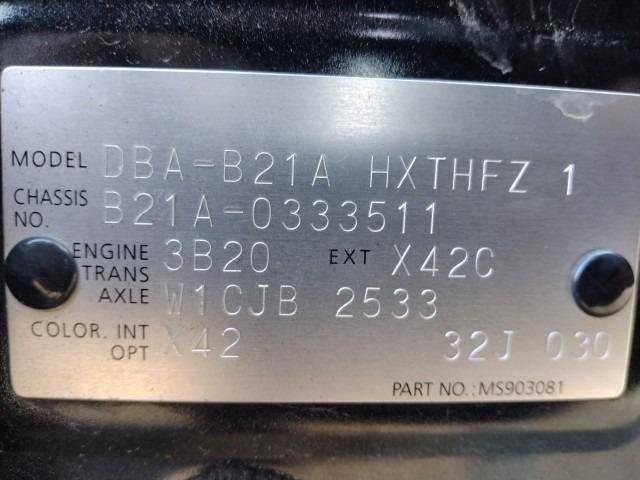 MODEL DBA-B21A HXTHFZ 1
CHASSIS NO. B21A-0333511
ENGINE 3B20 EXT X42C
TRANS AXLE W1CJB 2533
COLOR. INT OPT X42 32J 030
PART NO.: MS903081